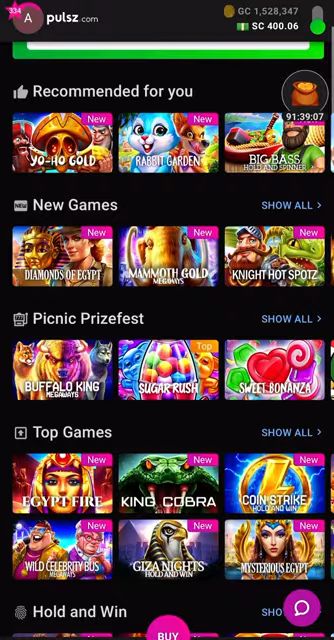 334
A
pulsz.com
GC 1,528,347
SC 400.06
Recommended for you
91:39:07
New
YO-HO GOLD
New
RABBIT GARDEN
BIG BASS
HOLD AND SPINNER
NEW
New Games
SHOW ALL >
New
DIAMONDS OF EGYPT
New
MAMMOTH GOLD
MEGAWAYS
New
KNIGHT HOT SPOTZ
Picnic Prizefest
SHOW ALL >
BUFFALO KING
MEGAWAYS
Top
SUGAR RUSH
SWEET BONANZA
Top Games
SHOW ALL >
New
EGYPT FIRE
New
KING COBRA
New
COIN STRIKE
HOLD AND WIN
New
WILD CELEBRITY BUS
MEGAWAYS
New
GIZA NIGHTS
HOLD AND WIN
New
MYSTERIOUS EGYPT
Hold and Win
SHO
BUY